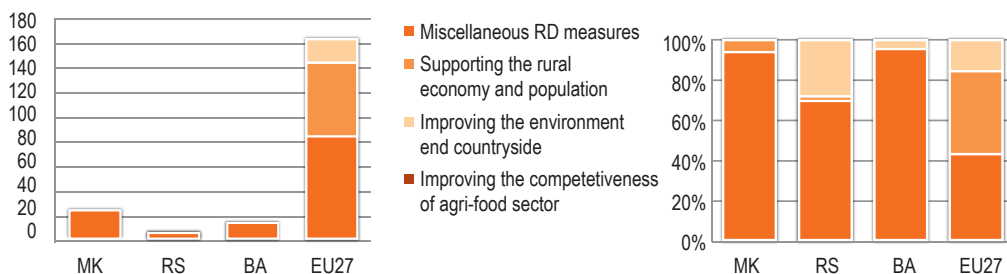 180
160
140
120
100
80
60
40
20
0
MK RS BA EU27
Miscellaneous RD measures
Supporting the rural
economy and population
Improving the environment
end countryside
Improving the competetiveness
of agri-food sector
100%
80%
60%
40%
20%
0%
MK RS BA EU27